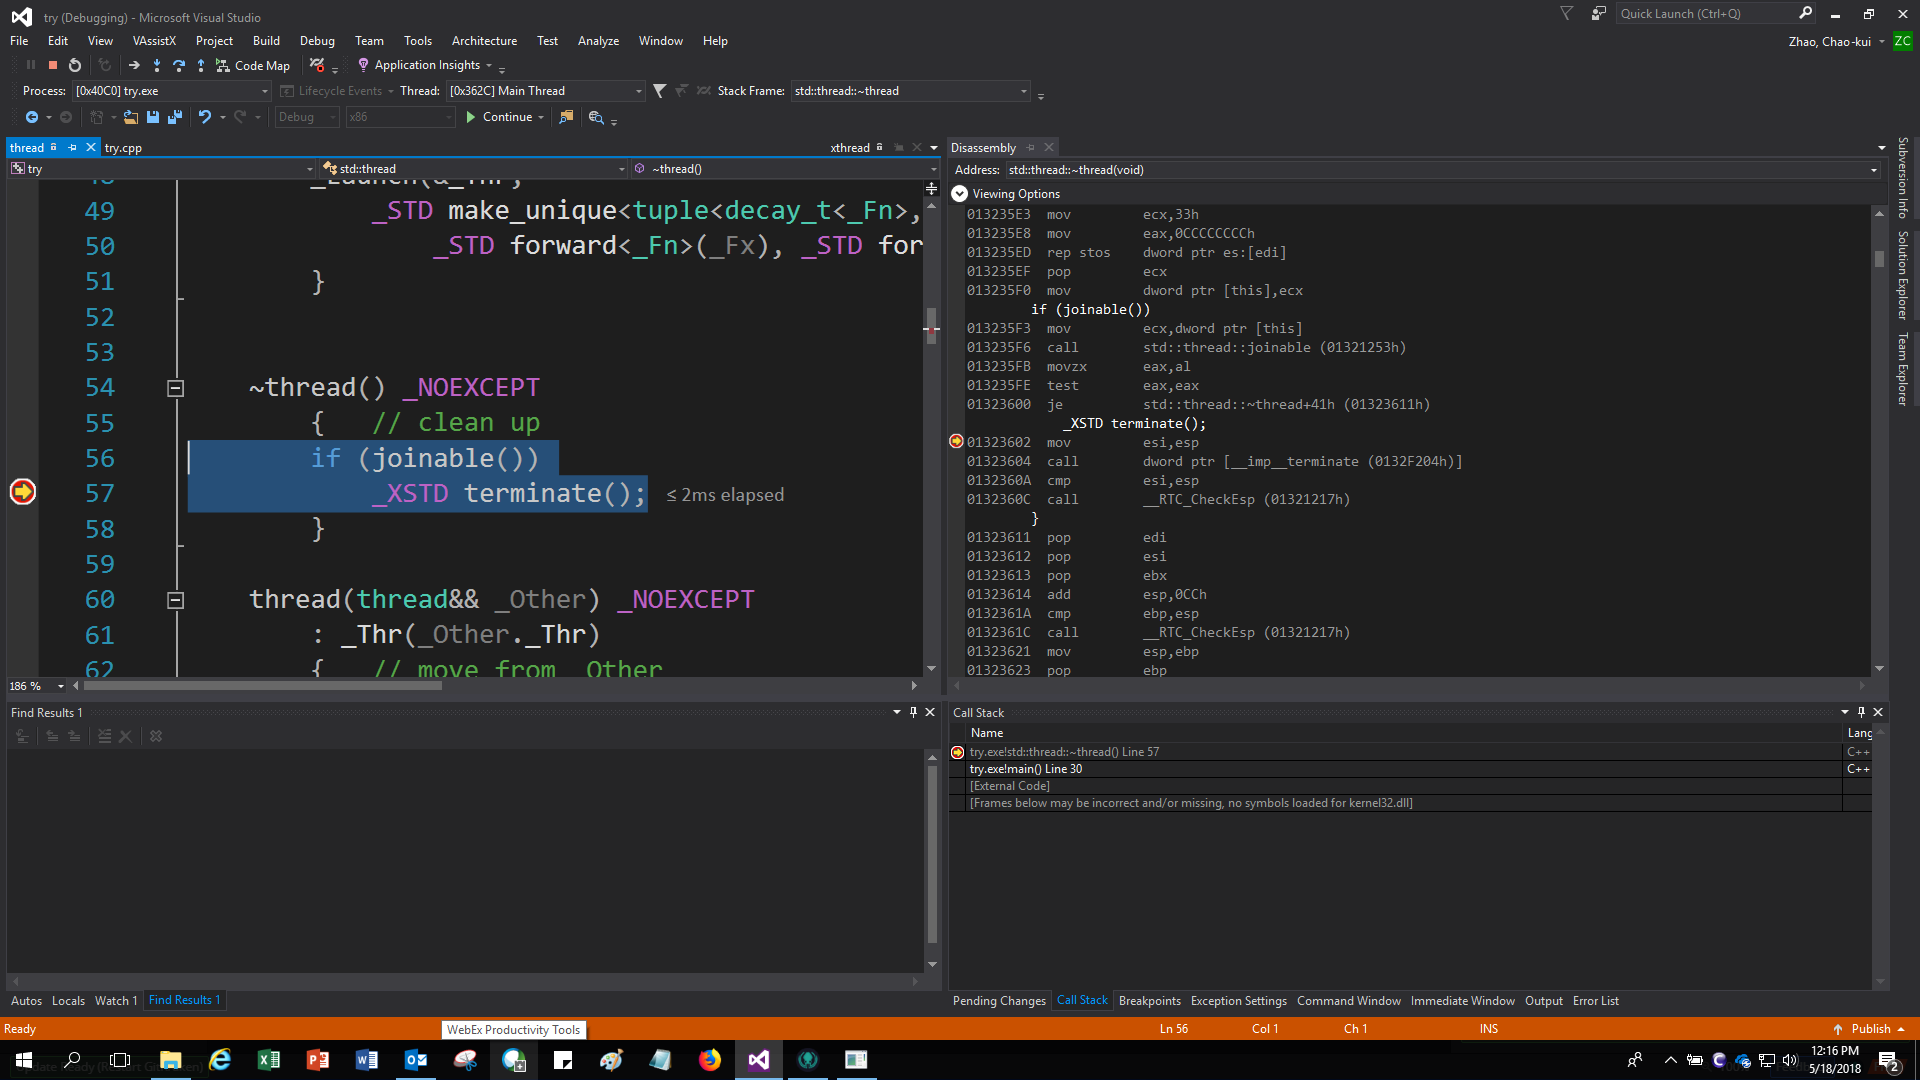 try (Debugging) - Microsoft Visual Studio
Quick Launch (Ctrl+Q)
File Edit View VAssistX Project Build Debug Team Tools Architecture Test Analyze Window Help
Zhao, Chao-kui
ZC
Code Map
Application Insights
Process: [0x40C0] try.exe
Lifecycle Events
Thread: [0x362C] Main Thread
Stack Frame: std::thread::~thread
Debug
x86
Continue
thread
try.cpp
xthread
try
std::thread
~thread()
49 _STD make_unique<tuple<decay_t<_Fn>,
50 _STD forward<_Fn>(_Fx), _STD for
51 }
52
53
54 ~thread() _NOEXCEPT
55 { // clean up
56 if (joinable())
57 _XSTD terminate(); ≤ 2ms elapsed
58 }
59
60 thread(thread&& _Other) _NOEXCEPT
61 : _Thr(_Other._Thr)
62 { // move from _Other
186 %
Disassembly
Address: std::thread::~thread(void)
Viewing Options
013235E3 mov ecx,33h
013235E8 mov eax,0CCCCCCCCh
013235ED rep stos dword ptr es:[edi]
013235EF pop ecx
013235F0 mov dword ptr [this],ecx
if (joinable())
013235F3 mov ecx,dword ptr [this]
013235F6 call std::thread::joinable (01321253h)
013235FB movzx eax,al
013235FE test eax,eax
01323600 je std::thread::~thread+41h (01323611h)
_XSTD terminate();
01323602 mov esi,esp
01323604 call dword ptr [__imp__terminate (0132F204h)]
0132360A cmp esi,esp
0132360C call __RTC_CheckEsp (01321217h)
}
01323611 pop edi
01323612 pop esi
01323613 pop ebx
01323614 add esp,0CCh
0132361A cmp ebp,esp
0132361C call __RTC_CheckEsp (01321217h)
01323621 mov esp,ebp
01323623 pop ebp
Subversion Info
Solution Explorer
Team Explorer
Find Results 1
Call Stack
Name
Lang
try.exe!std::thread::~thread() Line 57 C++
try.exe!main() Line 30 C++
[External Code]
[Frames below may be incorrect and/or missing, no symbols loaded for kernel32.dll]
Autos Locals Watch 1 Find Results 1
Pending Changes Call Stack Breakpoints Exception Settings Command Window Immediate Window Output Error List
Ready
WebEx Productivity Tools
Ln 56
Col 1
Ch 1
INS
Publish
12:16 PM
5/18/2018
2